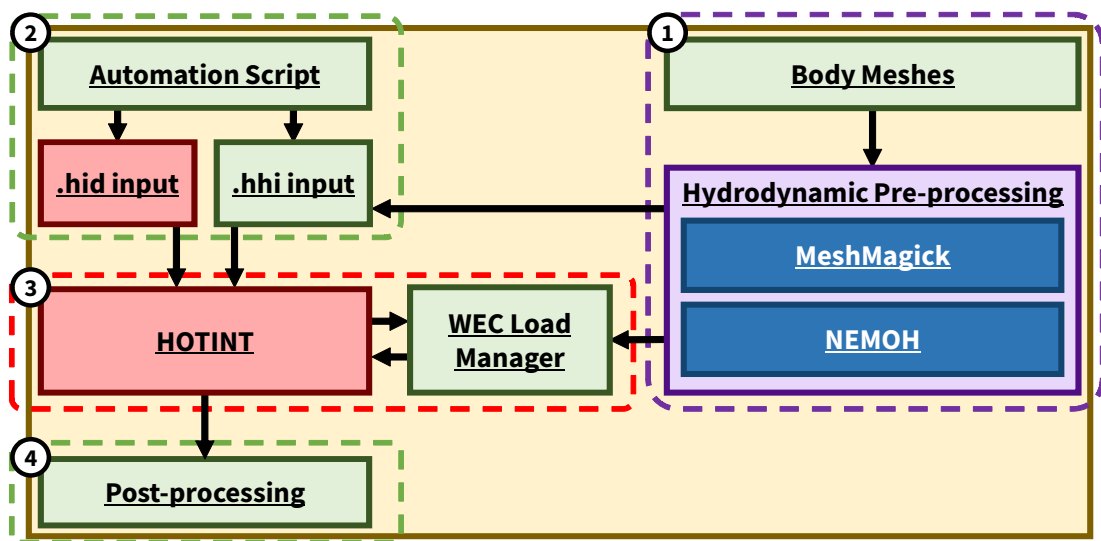 1
Body Meshes
Hydrodynamic Pre-processing
MeshMagick
NEMOH
2
Automation Script
.hid input
.hhi input
3
HOTINT
WEC Load
Manager
4
Post-processing